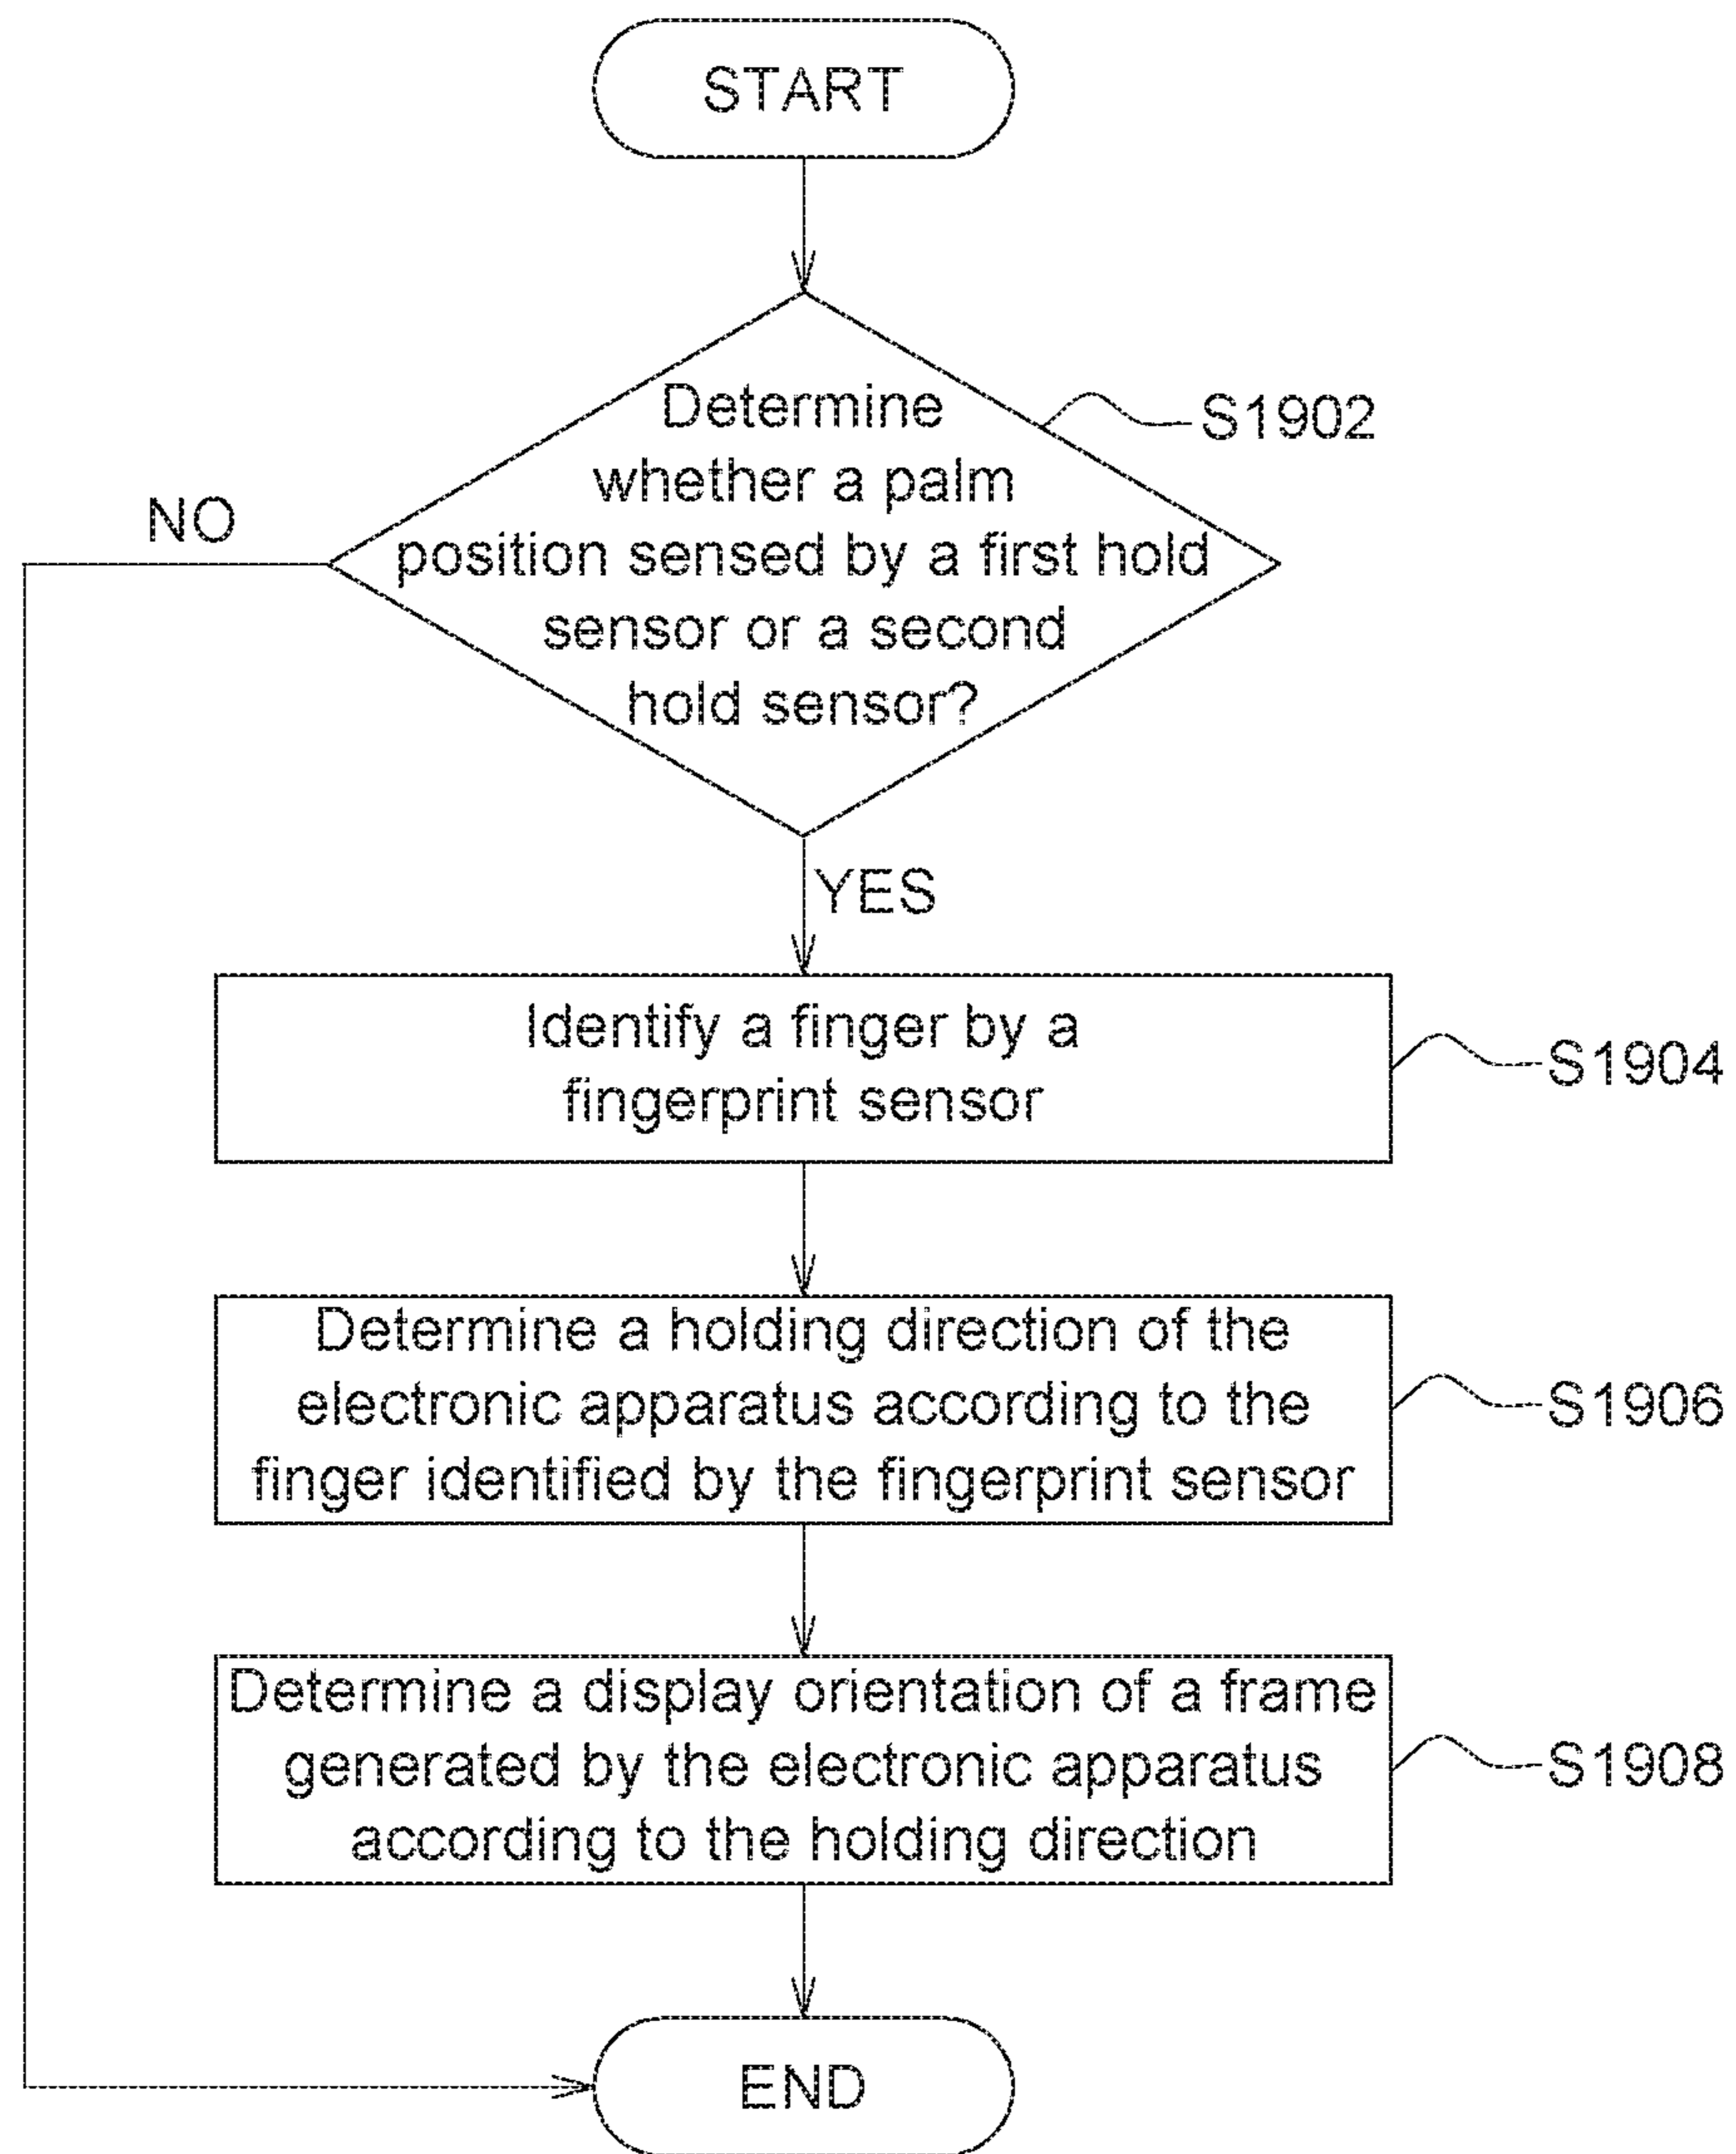 START
Determine
whether a palm
position sensed by a first hold
sensor or a second
hold sensor?
S1902
NO
YES
Identify a finger by a
fingerprint sensor
S1904
Determine a holding direction of the
electronic apparatus according to the
finger identified by the fingerprint sensor
S1906
Determine a display orientation of a frame
generated by the electronic apparatus
according to the holding direction
S1908
END